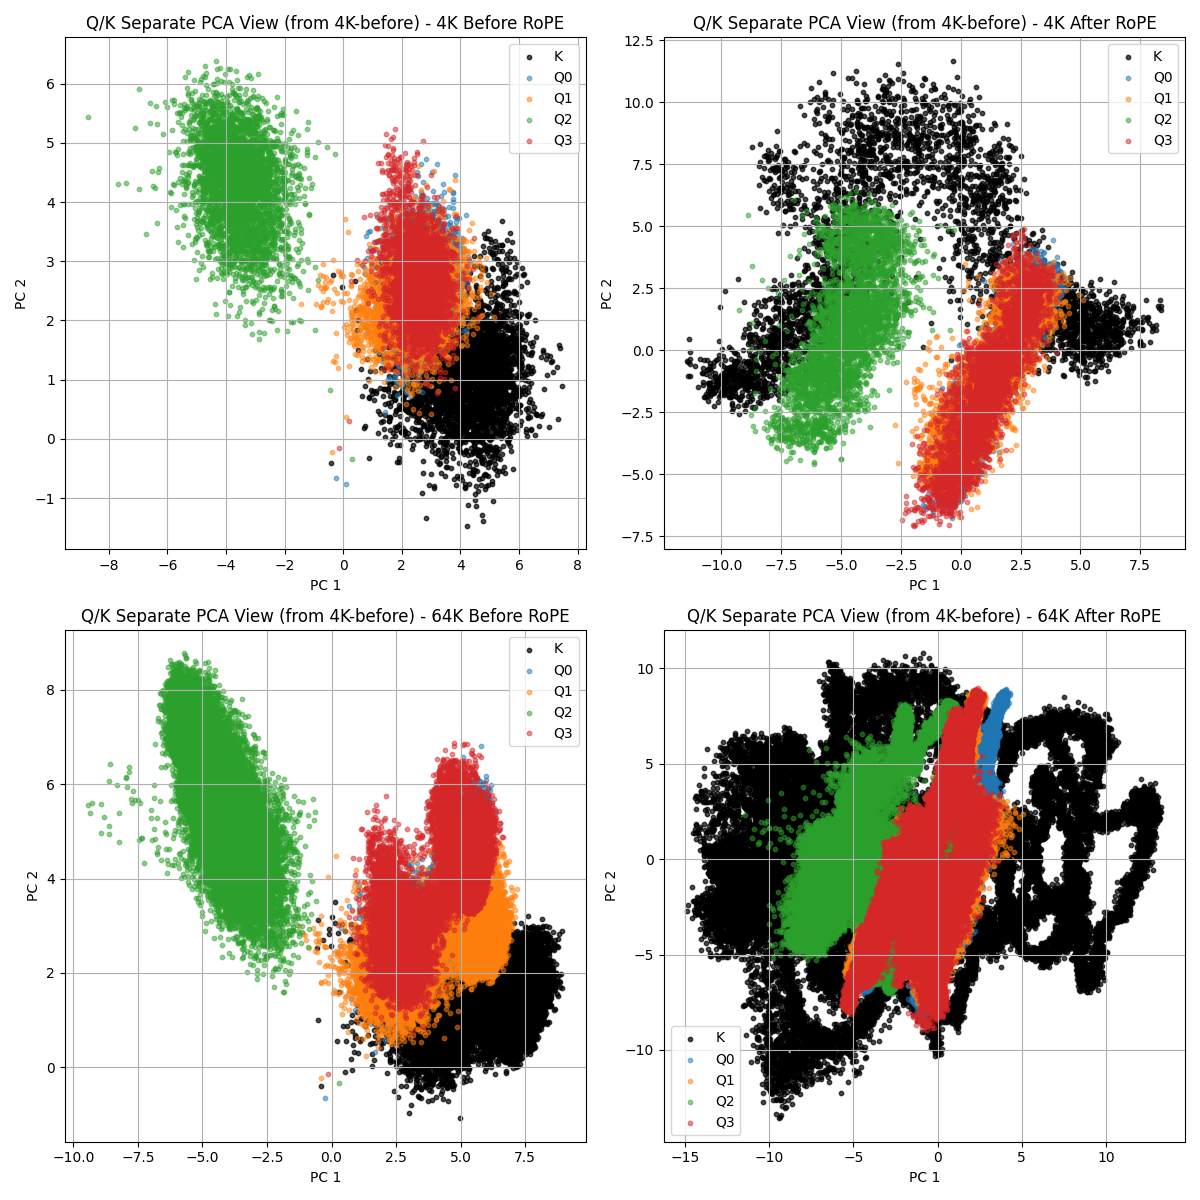 Q/K Separate PCA View (from 4K-before) - 4K Before RoPE
K
Q0
Q1
Q2
Q3
6
5
4
3
2
1
0
−1
PC 2
−8
−6
−4
−2
0
2
4
6
8
PC 1
Q/K Separate PCA View (from 4K-before) - 4K After RoPE
K
Q0
Q1
Q2
Q3
12.5
10.0
7.5
5.0
2.5
0.0
−2.5
−5.0
−7.5
PC 2
−10.0
−7.5
−5.0
−2.5
0.0
2.5
5.0
7.5
PC 1
Q/K Separate PCA View (from 4K-before) - 64K Before RoPE
K
Q0
Q1
Q2
Q3
8
6
4
2
0
PC 2
−10.0
−7.5
−5.0
−2.5
0.0
2.5
5.0
7.5
PC 1
Q/K Separate PCA View (from 4K-before) - 64K After RoPE
10
5
0
−5
−10
PC 2
K
Q0
Q1
Q2
Q3
−15
−10
−5
0
5
10
PC 1